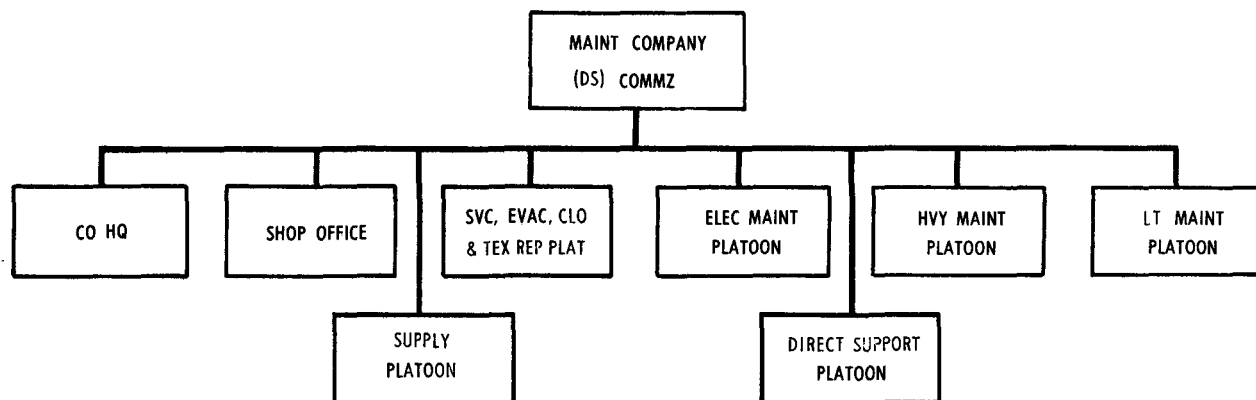 MAINT COMPANY
(DS) COMMZ
CO HQ
SHOP OFFICE
SVC, EVAC, CLO
& TEX REP PLAT
ELEC MAINT
PLATOON
HVY MAINT
PLATOON
LT MAINT
PLATOON
SUPPLY
PLATOON
DIRECT SUPPORT
PLATOON